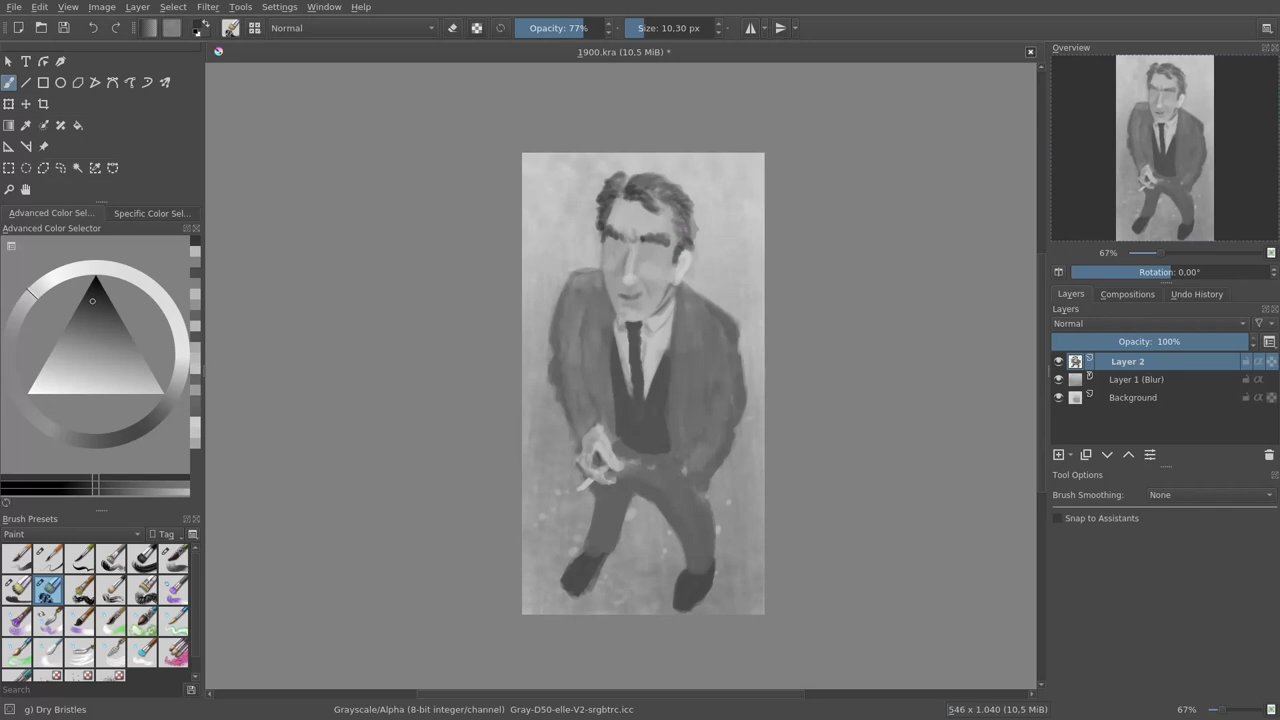 File Edit View Image Layer Select Filter Tools Settings Window Help
Normal Opacity: 77% Size: 10,30 px
1900.kra (10,5 MiB) *
Overview
67%
Rotation: 0,00°
Layers Compositions Undo History
Layers
Normal
Opacity: 100%
Layer 2
Layer 1 (Blur)
Background
Tool Options
Brush Smoothing: None
Snap to Assistants
Advanced Color Sel... Specific Color Sel...
Advanced Color Selector
Brush Presets
Paint Tag
Search
g) Dry Bristles Grayscale/Alpha (8-bit integer/channel) Gray-D50-elle-V2-srgbtrc.icc 546 x 1.040 (10,5 MiB) 67%